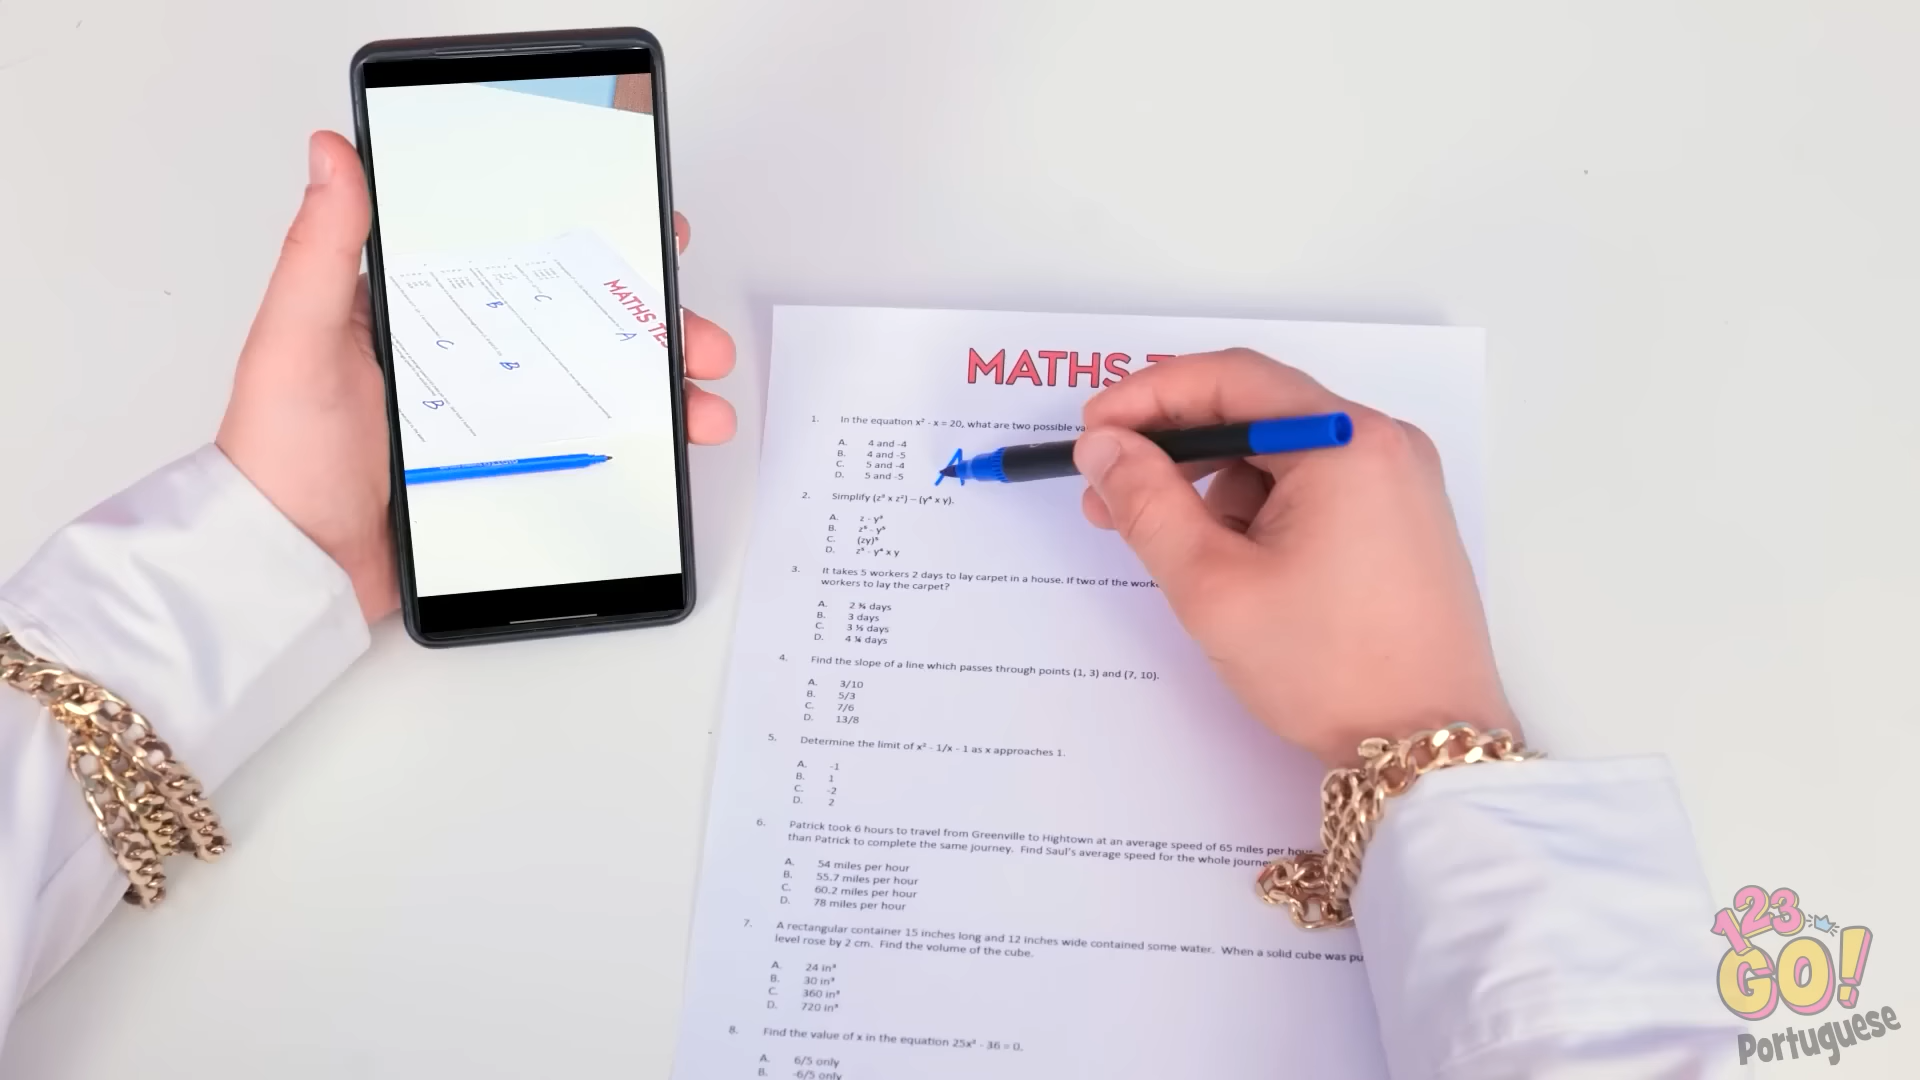 MATHS TES
A
C
B
B
C
B
MATHS
1. In the equation x² - x = 20, what are two possible va
A. 4 and -4
B. 4 and -5
C. 5 and -4
D. 5 and -5
A
2. Simplify (z³ x z²) – (y⁴ x y).
A. z - y³
B. z⁶ - y⁵
C. (zy)⁵
D. z⁵ - y⁴ x y
3. It takes 5 workers 2 days to lay carpet in a house. If two of the work
workers to lay the carpet?
A. 2 ¾ days
B. 3 days
C. 3 ⅓ days
D. 4 ¼ days
4. Find the slope of a line which passes through points (1, 3) and (7, 10).
A. 3/10
B. 5/3
C. 7/6
D. 13/8
5. Determine the limit of x² - 1/x - 1 as x approaches 1.
A. -1
B. 1
C. -2
D. 2
6. Patrick took 6 hours to travel from Greenville to Hightown at an average speed of 65 miles per hour
than Patrick to complete the same journey. Find Saul's average speed for the whole journe
A. 54 miles per hour
B. 55.7 miles per hour
C. 60.2 miles per hour
D. 78 miles per hour
7. A rectangular container 15 inches long and 12 inches wide contained some water. When a solid cube was pu
level rose by 2 cm. Find the volume of the cube.
A. 24 in³
B. 30 in³
C. 360 in³
D. 720 in³
8. Find the value of x in the equation 25x² - 36 = 0.
A. 6/5 only
B. -6/5 only
123
GO!
Portuguese